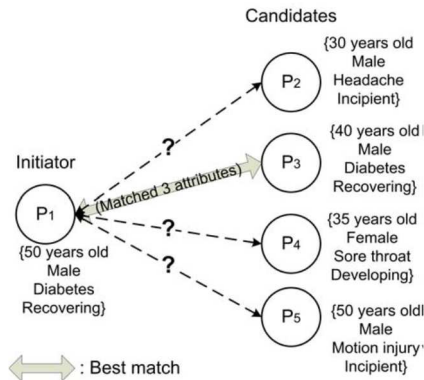 Candidates
{30 years old
Male
Headache
Incipient}
P2
?
{40 years old
Male
Diabetes
Recovering}
P3
(Matched 3 attributes)
Initiator
P1
{50 years old
Male
Diabetes
Recovering}
?
P4
{35 years old
Female
Sore throat
Developing}
?
P5
{50 years old
Male
Motion injury
Incipient}
: Best match